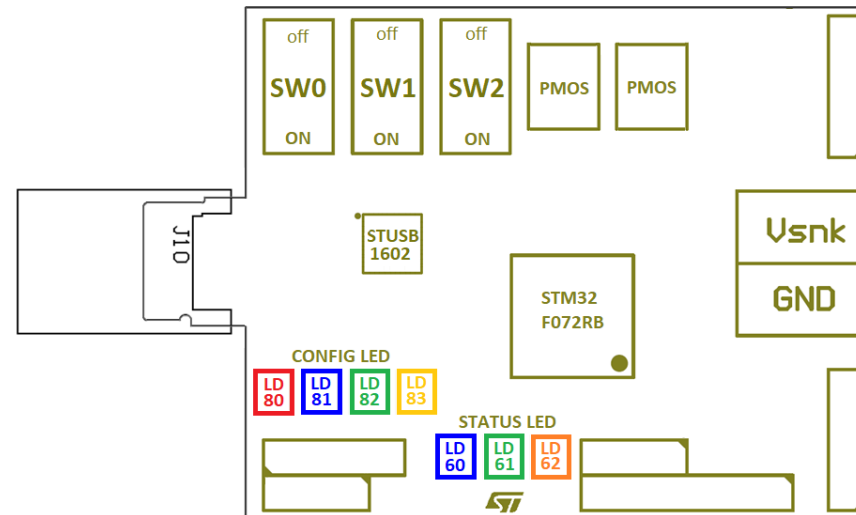 off
off
off
SW0
SW1
SW2
PMOS
PMOS
ON
ON
ON
J10
STUSB
1602
Vsnk
GND
STM32
F072RB
CONFIG LED
LD
80
LD
81
LD
82
LD
83
STATUS LED
LD
60
LD
61
LD
62
ST